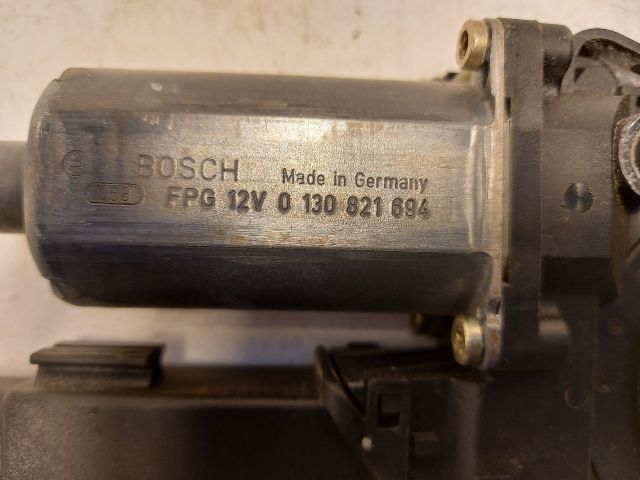 BOSCH Made in Germany
FPG 12V 0 130 821 694